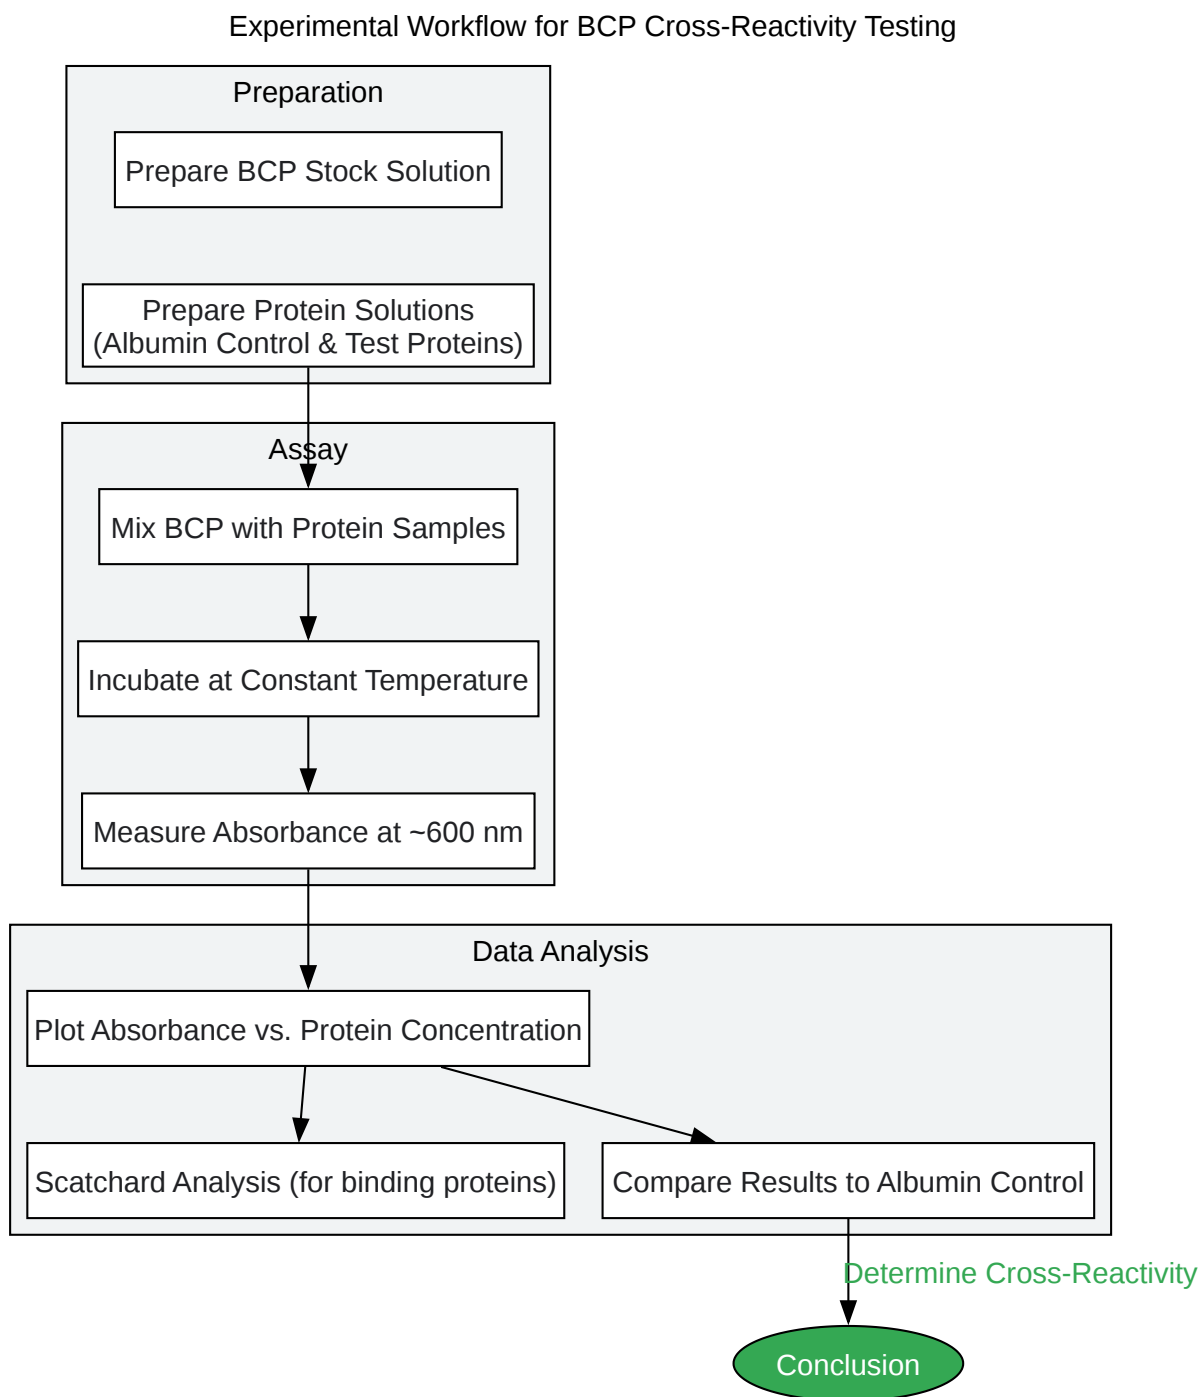 Experimental Workflow for BCP Cross-Reactivity Testing
Preparation
Prepare BCP Stock Solution
Prepare Protein Solutions
(Albumin Control & Test Proteins)
Assay
Mix BCP with Protein Samples
Incubate at Constant Temperature
Measure Absorbance at ~600 nm
Data Analysis
Plot Absorbance vs. Protein Concentration
Scatchard Analysis (for binding proteins)
Compare Results to Albumin Control
Determine Cross-Reactivity
Conclusion